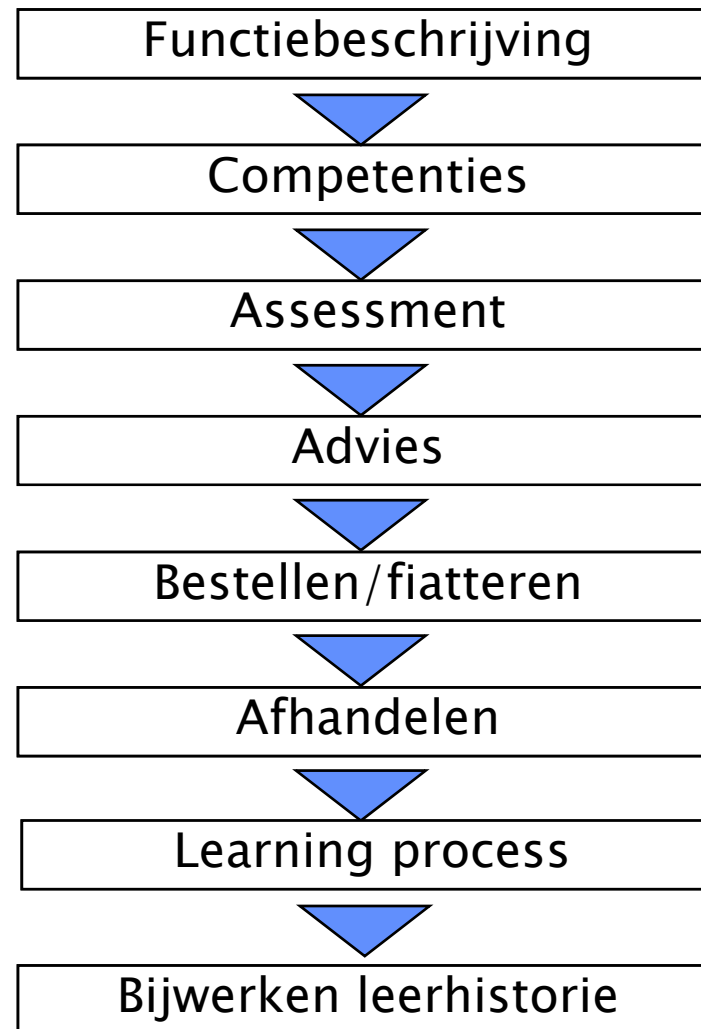 Functiebeschrijving
Competenties
Assessment
Advies
Bestellen/fiatteren
Afhandelen
Learning process
Bijwerken leerhistorie